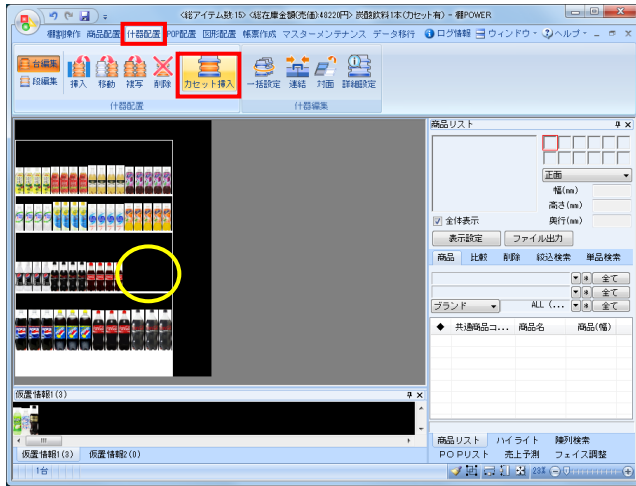 <総アイテム数:15> <総在庫金額(売価):48220円> 炭酸飲料1本(カセット有) - 棚POWER
棚割操作 商品配置 什器配置 POP配置 図形配置 帳票作成 マスターメンテナンス データ移行 ログ情報 ウィンドウ ヘルプ
台編集
段編集
挿入 移動 複写 削除 カセット挿入 一括設定 連結 対面 詳細設定
什器配置 什器編集
商品リスト
正面
幅(mm)
高さ(mm)
全体表示 奥行(mm)
表示設定 ファイル出力
商品 比較 削除 絞込検索 単品検索
* 全て
* 全て
ブランド ALL (... * 全て
◆ 共通商品コ... 商品名 商品(幅)
仮置情報1(3)
仮置情報1(3) 仮置情報2(0)
商品リスト ハイライト 陳列検索
POPリスト 売上予測 フェイス調整
1台 23%